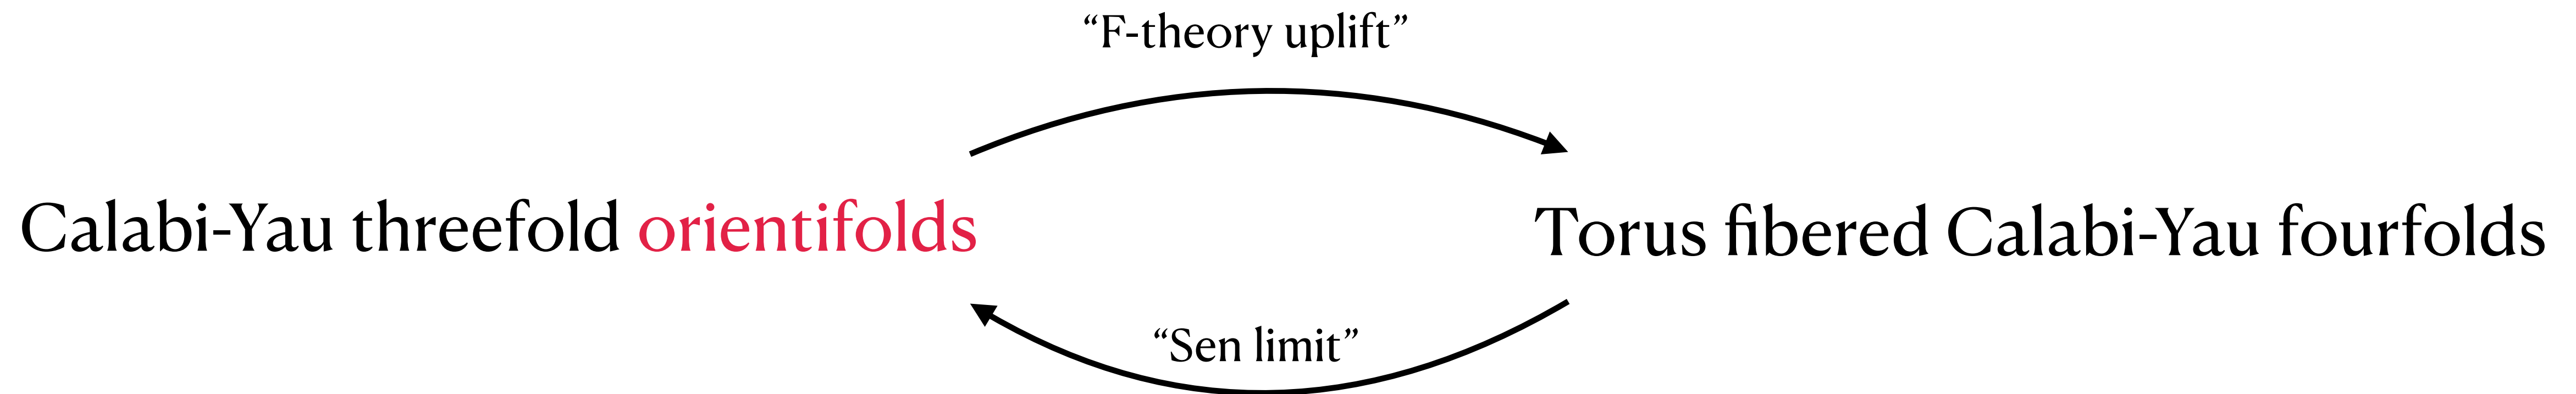 “F-theory uplift”
Calabi-Yau threefold orientifolds
Torus fibered Calabi-Yau fourfolds
“Sen limit”